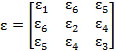 ε = [ε₁ ε₆ ε₅
ε₆ ε₂ ε₄
ε₅ ε₄ ε₃]